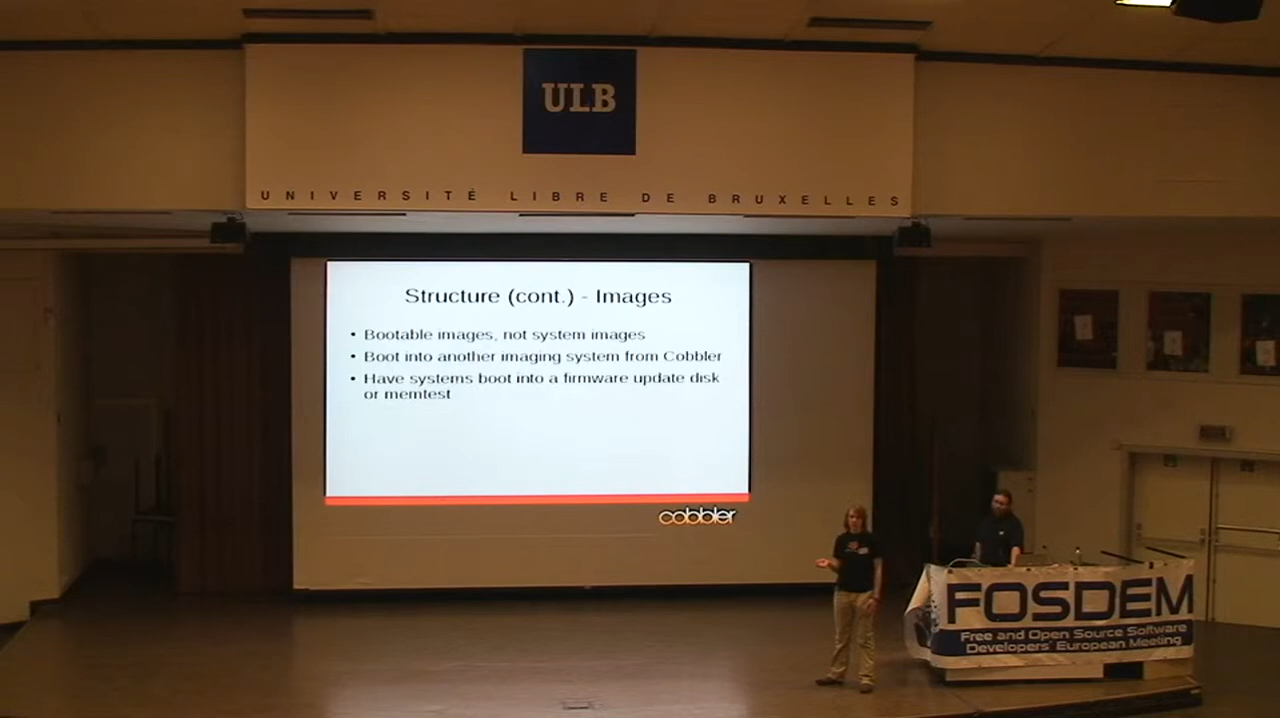 ULB
UNIVERSITÉ LIBRE DE BRUXELLES
Structure (cont.) - Images
• Bootable images, not system images
• Boot into another imaging system from Cobbler
• Have systems boot into a firmware update disk
or memtest
cobbler
FOSDEM
Free and Open Source Software
Developers' European Meeting